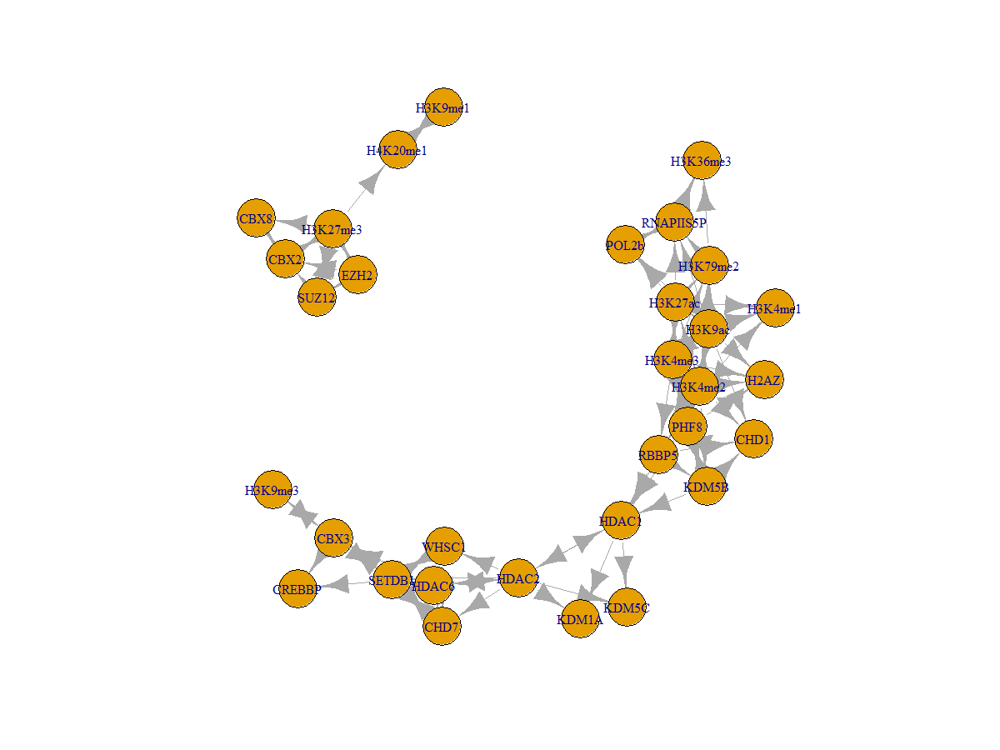 H3K9me1
H4K20me1
H3K36me3
CBX8
H3K27me3
RNAPIIS5P
POL2b
CBX2
H3K79me2
EZH2
SUZ12
H3K27ac
H3K4me1
H3K9ac
H3K4me3
H3K4me2
H2AZ
PHF8
CHD1
RBBP5
KDM5B
H3K9me3
HDAC1
CBX3
WHSC1
SETDB1
HDAC2
HDAC6
CREBBP
KDM5C
KDM1A
CHD7